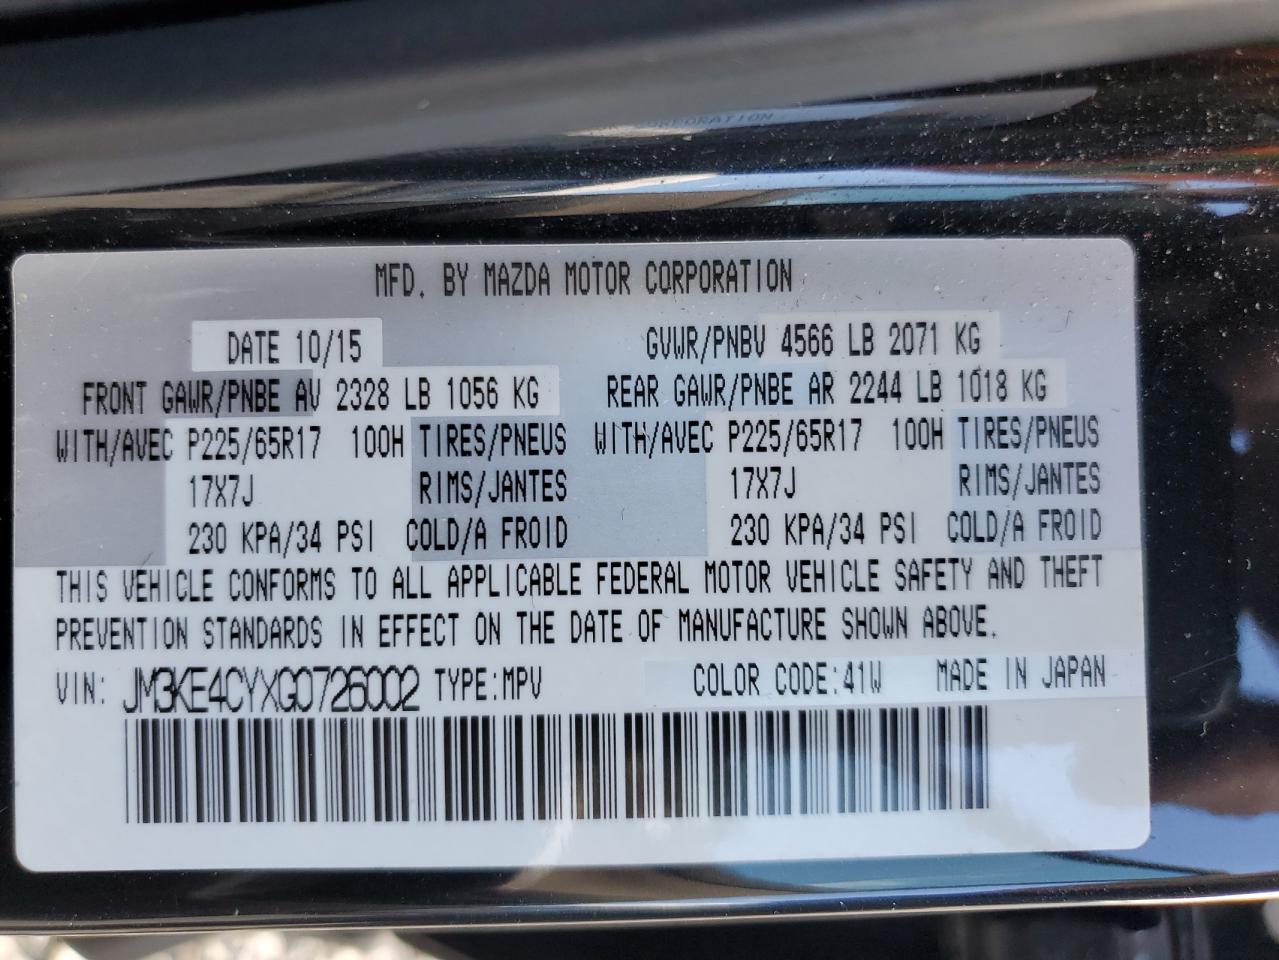 MFD. BY MAZDA MOTOR CORPORATION
DATE 10/15 GVWR/PNBV 4566 LB 2071 KG
FRONT GAWR/PNBE AV 2328 LB 1056 KG REAR GAWR/PNBE AR 2244 LB 1018 KG
WITH/AVEC P225/65R17 100H TIRES/PNEUS WITH/AVEC P225/65R17 100H TIRES/PNEUS
17X7J RIMS/JANTES 17X7J RIMS/JANTES
230 KPA/34 PSI COLD/A FROID 230 KPA/34 PSI COLD/A FROID
THIS VEHICLE CONFORMS TO ALL APPLICABLE FEDERAL MOTOR VEHICLE SAFETY AND THEFT
PREVENTION STANDARDS IN EFFECT ON THE DATE OF MANUFACTURE SHOWN ABOVE.
VIN: JM3KE4CYXG0726002 TYPE:MPV COLOR CODE:41W MADE IN JAPAN